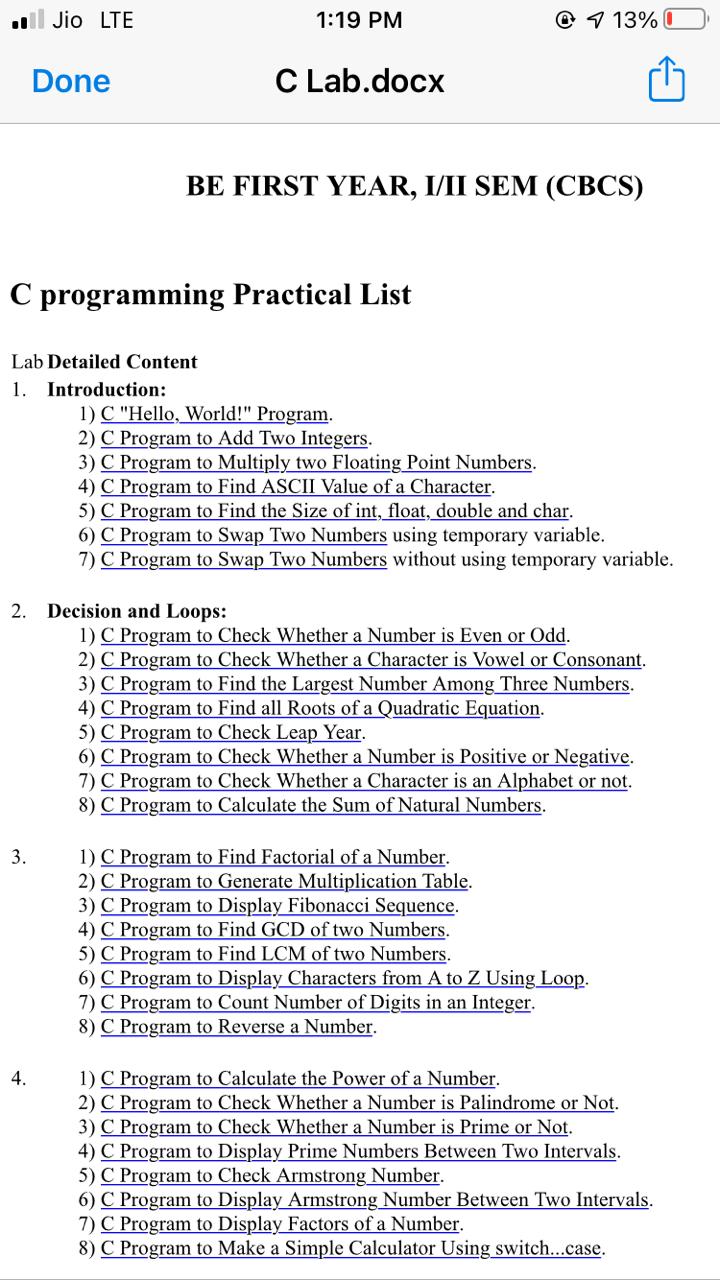 Jio LTE 1:19 PM 13%
Done C Lab.docx
BE FIRST YEAR, I/II SEM (CBCS)
C programming Practical List
Lab Detailed Content
1. Introduction:
1) C "Hello, World!" Program.
2) C Program to Add Two Integers.
3) C Program to Multiply two Floating Point Numbers.
4) C Program to Find ASCII Value of a Character.
5) C Program to Find the Size of int, float, double and char.
6) C Program to Swap Two Numbers using temporary variable.
7) C Program to Swap Two Numbers without using temporary variable.
2. Decision and Loops:
1) C Program to Check Whether a Number is Even or Odd.
2) C Program to Check Whether a Character is Vowel or Consonant.
3) C Program to Find the Largest Number Among Three Numbers.
4) C Program to Find all Roots of a Quadratic Equation.
5) C Program to Check Leap Year.
6) C Program to Check Whether a Number is Positive or Negative.
7) C Program to Check Whether a Character is an Alphabet or not.
8) C Program to Calculate the Sum of Natural Numbers.
3. 1) C Program to Find Factorial of a Number.
2) C Program to Generate Multiplication Table.
3) C Program to Display Fibonacci Sequence.
4) C Program to Find GCD of two Numbers.
5) C Program to Find LCM of two Numbers.
6) C Program to Display Characters from A to Z Using Loop.
7) C Program to Count Number of Digits in an Integer.
8) C Program to Reverse a Number.
4. 1) C Program to Calculate the Power of a Number.
2) C Program to Check Whether a Number is Palindrome or Not.
3) C Program to Check Whether a Number is Prime or Not.
4) C Program to Display Prime Numbers Between Two Intervals.
5) C Program to Check Armstrong Number.
6) C Program to Display Armstrong Number Between Two Intervals.
7) C Program to Display Factors of a Number.
8) C Program to Make a Simple Calculator Using switch...case.